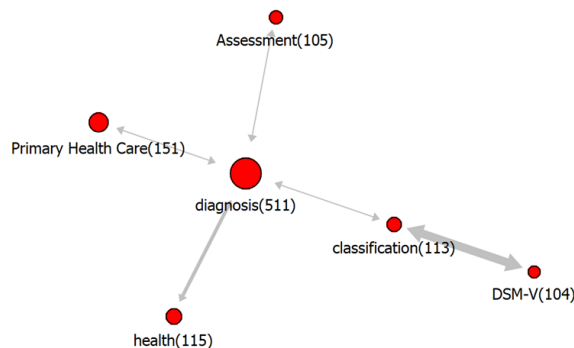 Assessment(105)
Primary Health Care(151)
diagnosis(511)
classification(113)
DSM-V(104)
health(115)